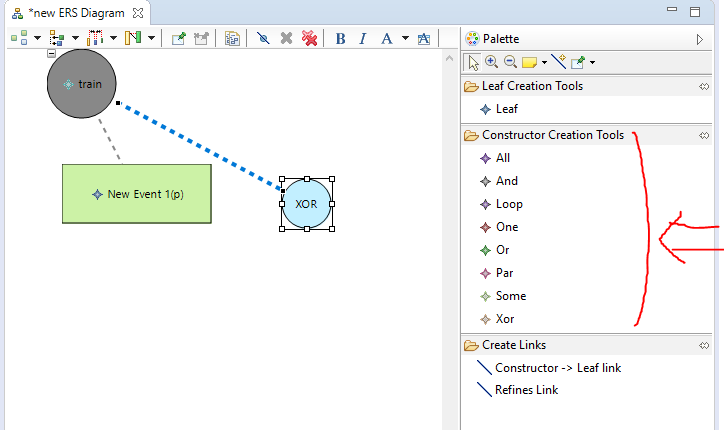 *new ERS Diagram
B I A A
Palette
train
New Event 1(p)
XOR
Leaf Creation Tools
Leaf
Constructor Creation Tools
All
And
Loop
One
Or
Par
Some
Xor
Create Links
Constructor -> Leaf link
Refines Link